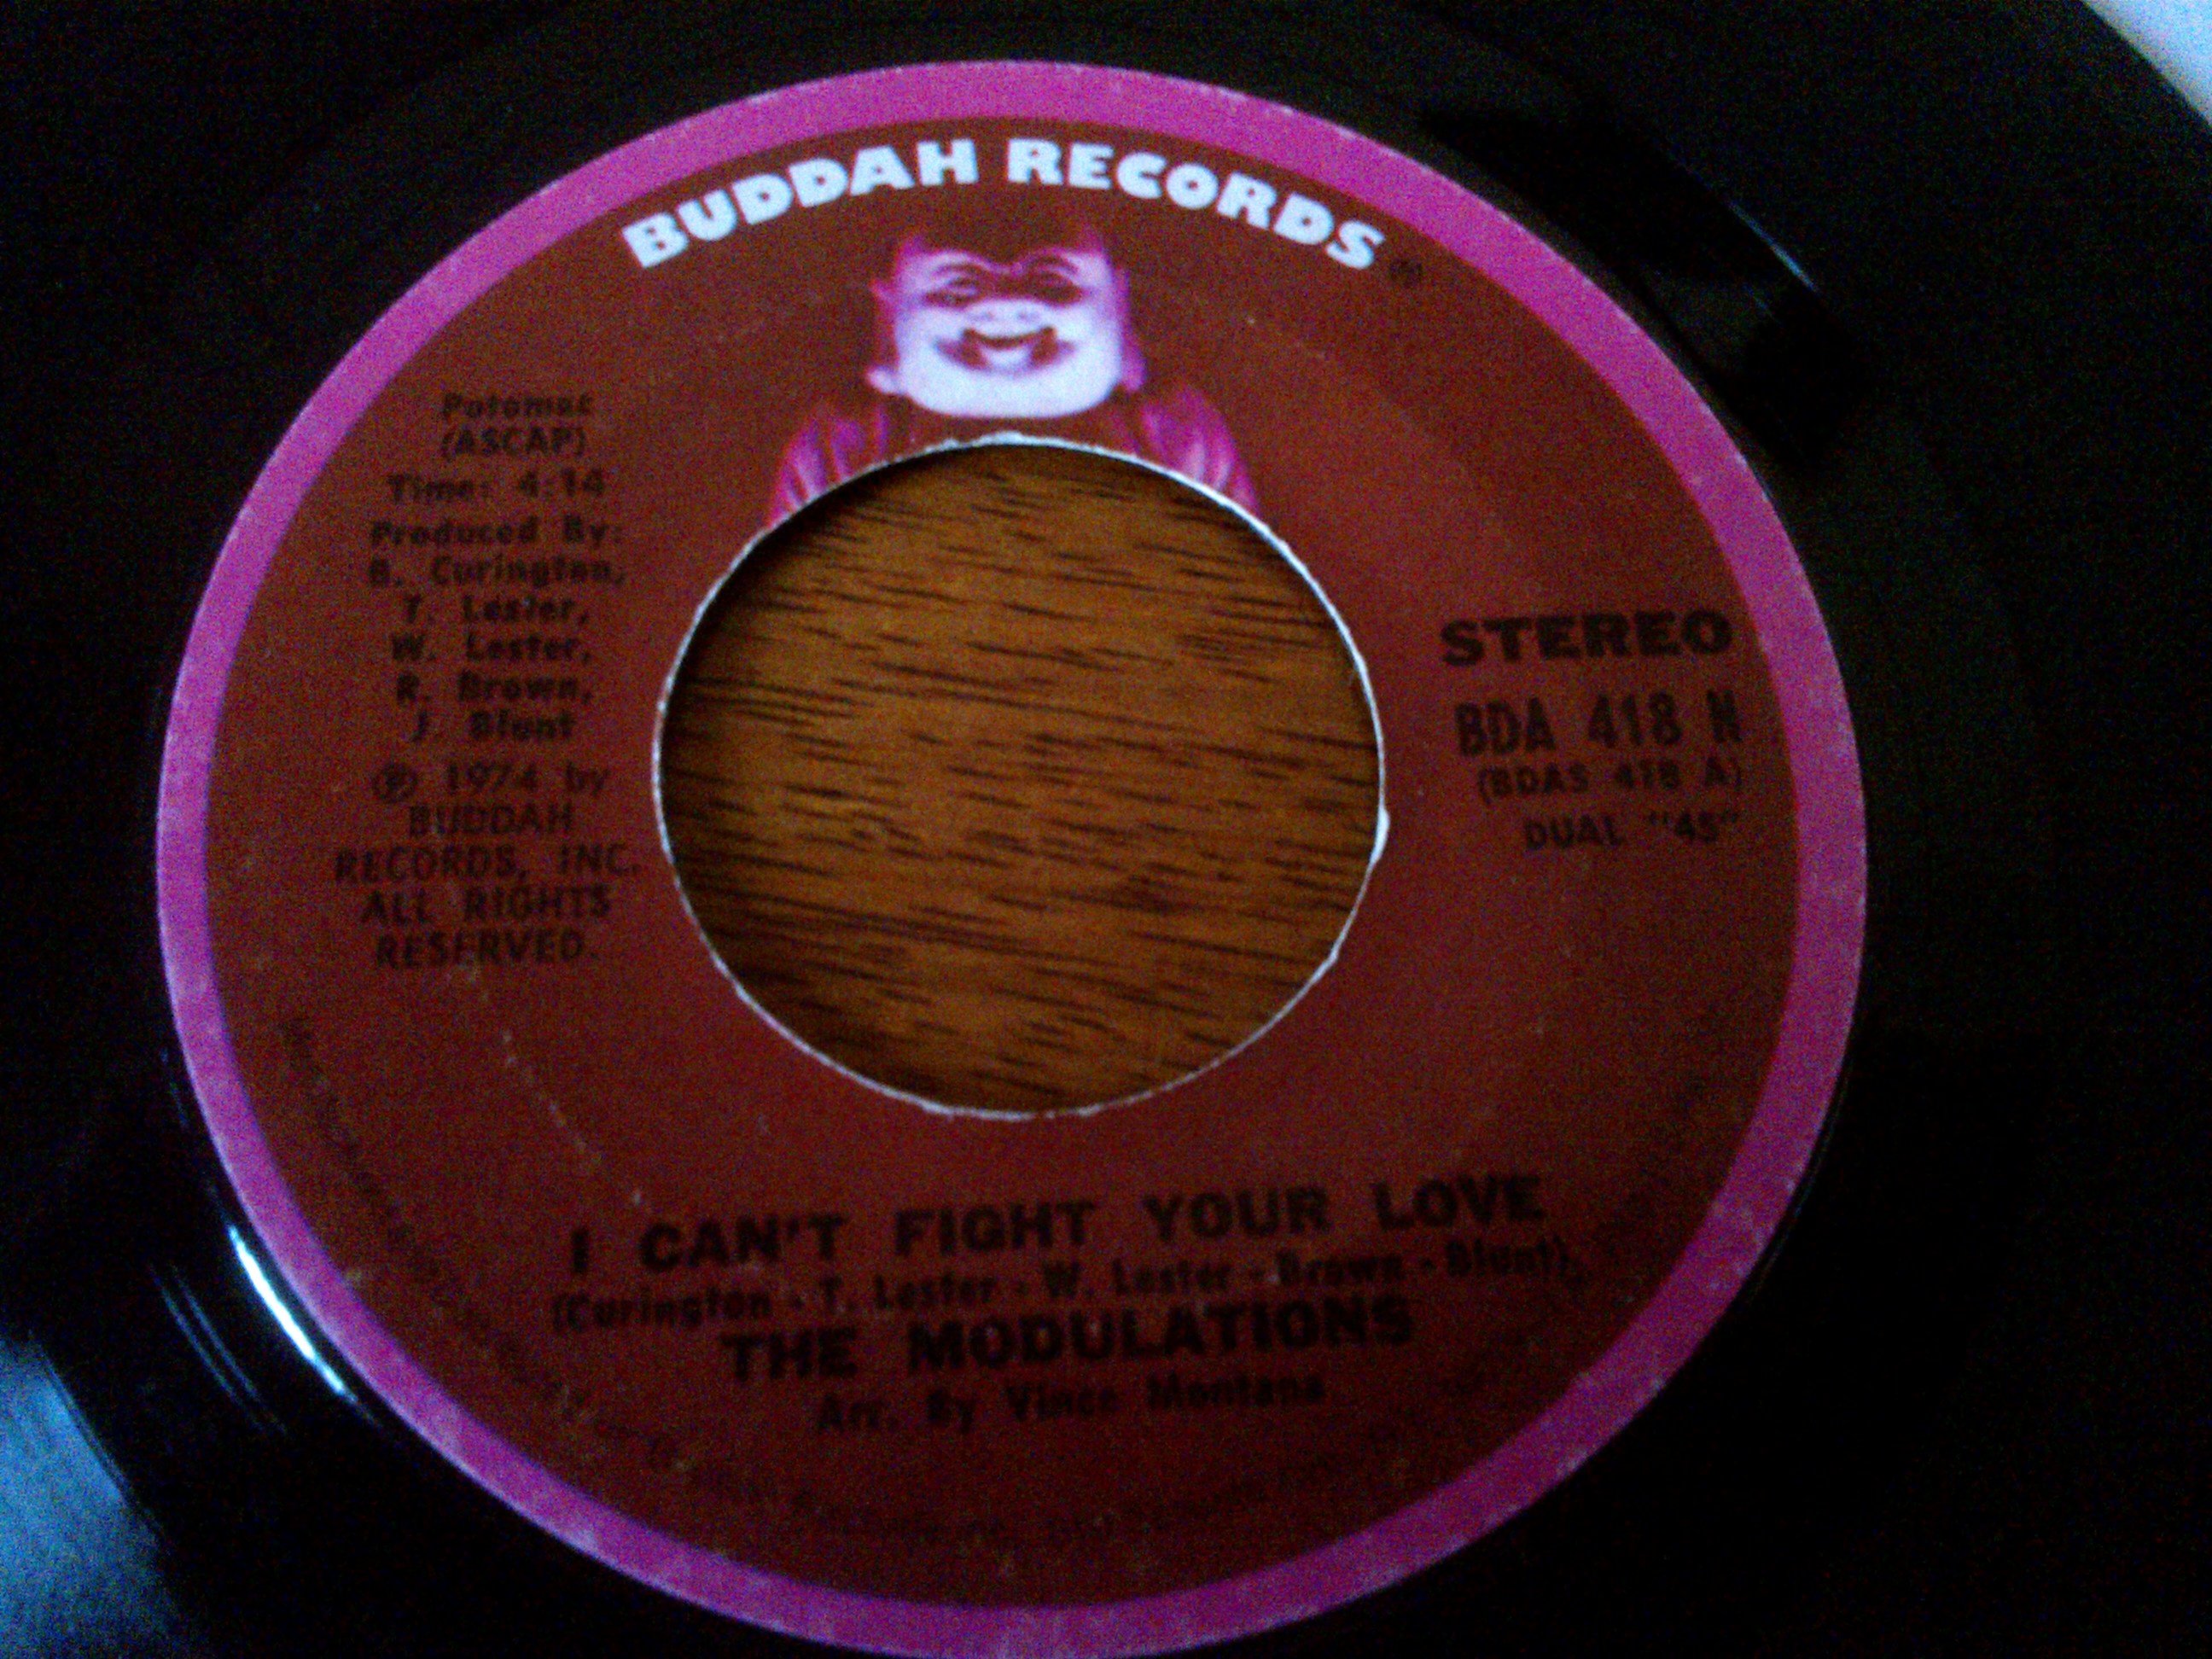 BUDDAH RECORDS
Potomac
(ASCAP)
Time: 4:14
Produced By:
B. Curington,
T. Lester,
W. Lester,
R. Brown,
J. Blunt
Ⓟ 1974 by
BUDDAH
RECORDS, INC.
ALL RIGHTS
RESERVED.
STEREO
BDA 418 N
(BDAS 418 A)
DUAL "45"
I CAN'T FIGHT YOUR LOVE
(Curington - T. Lester - W. Lester - Brown - Blunt)
THE MODULATIONS
Arr. By Vince Montana